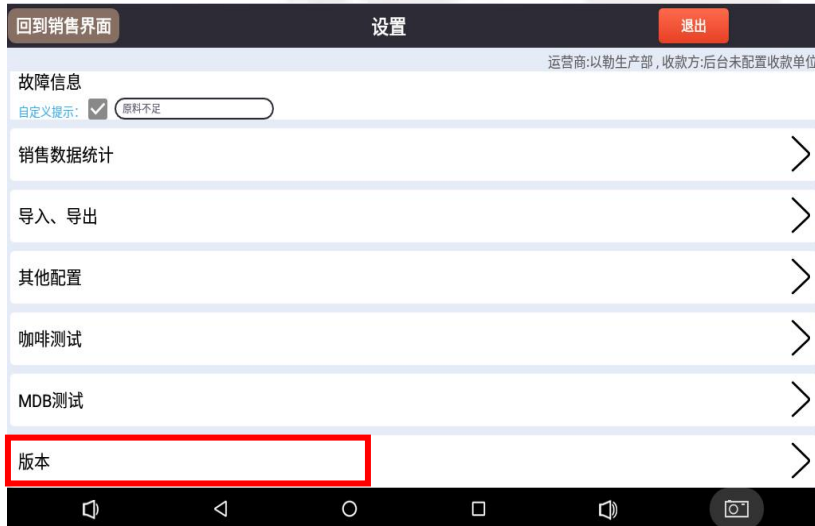 回到销售界面 设置 退出
运营商:以勒生产部 , 收款方:后台未配置收款单位
故障信息
自定义提示: 原料不足
销售数据统计
导入、导出
其他配置
咖啡测试
MDB测试
版本